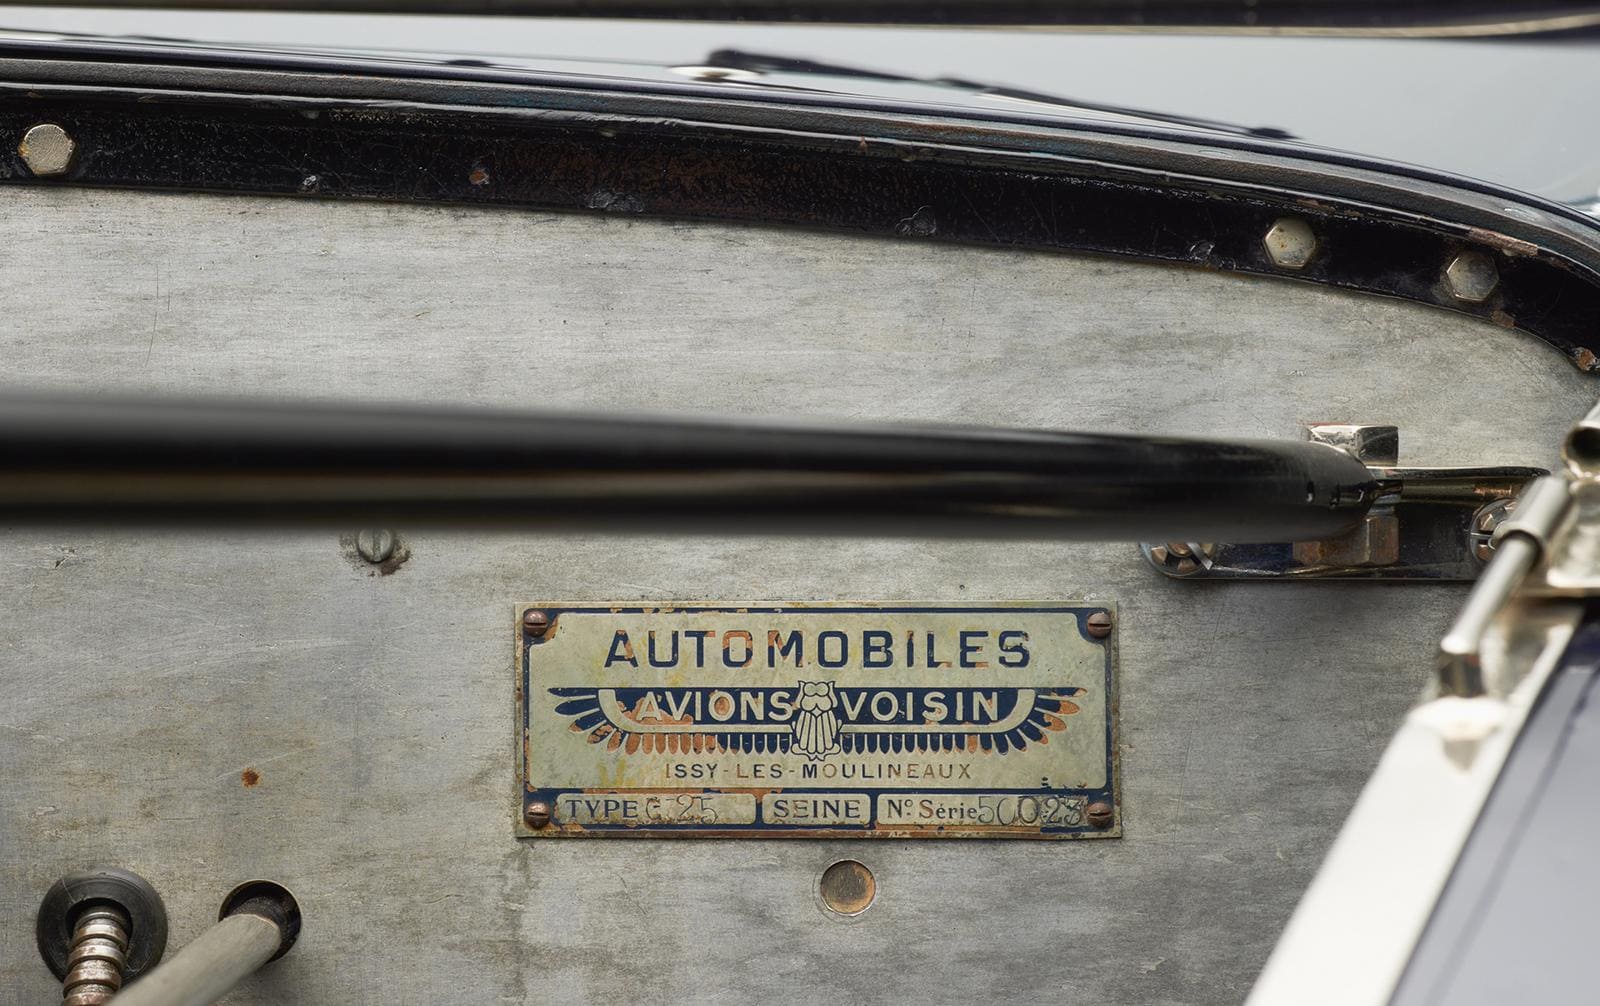 AUTOMOBILES
AVIONS VOISIN
ISSY-LES-MOULINEAUX
TYPE C 25 SEINE No Série 50023